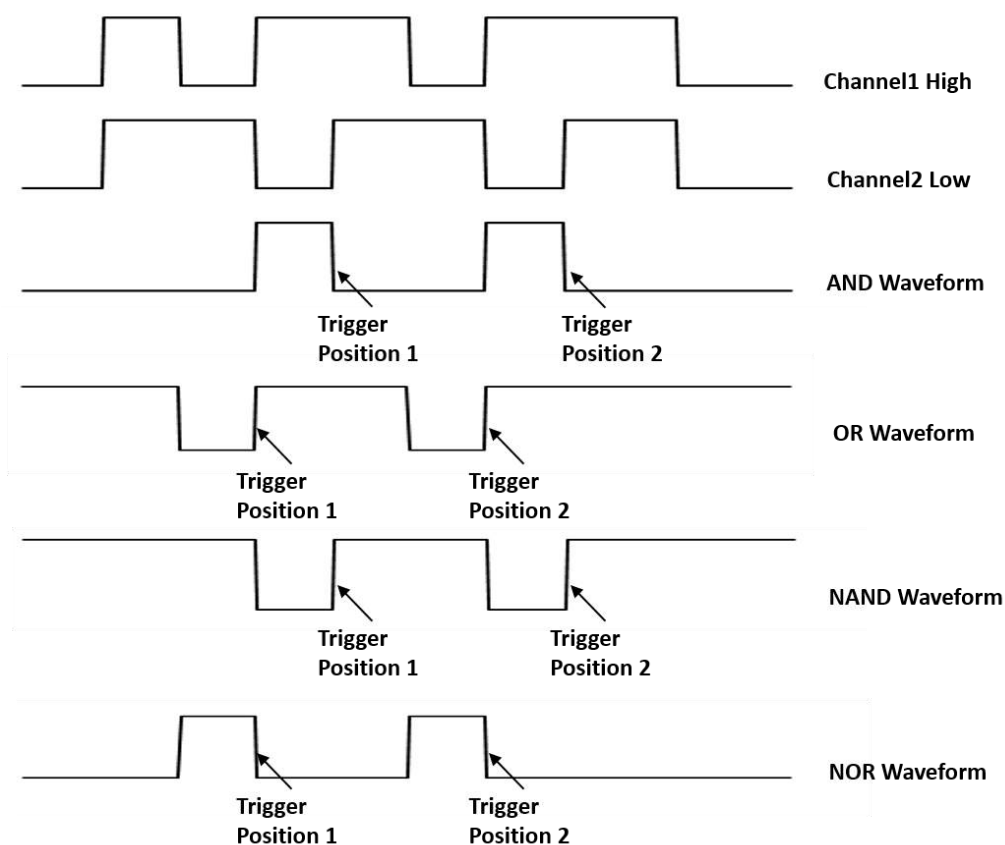 Channel1 High
Channel2 Low
AND Waveform
Trigger
Position 1
Trigger
Position 2
OR Waveform
Trigger
Position 1
Trigger
Position 2
NAND Waveform
Trigger
Position 1
Trigger
Position 2
NOR Waveform
Trigger
Position 1
Trigger
Position 2